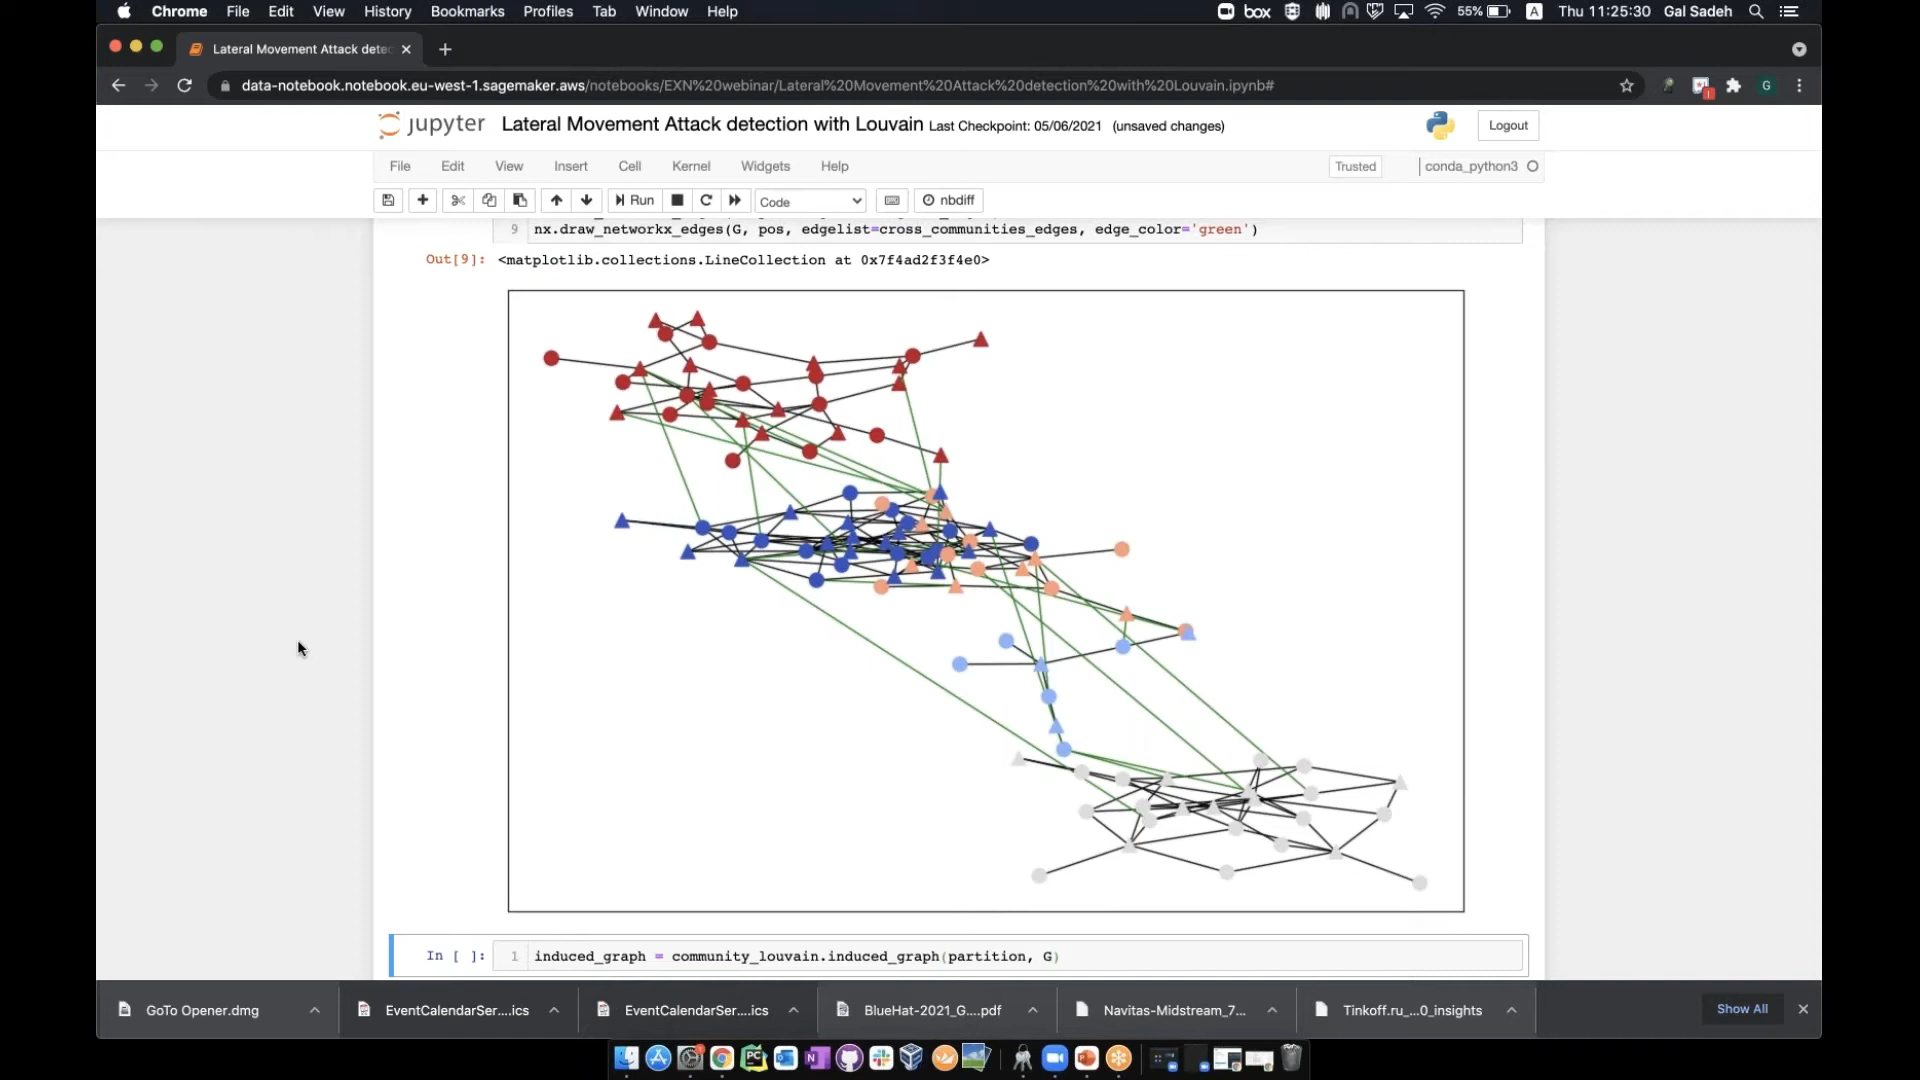 Chrome File Edit View History Bookmarks Profiles Tab Window Help box 55% A Thu 11:25:30 Gal Sadeh
Lateral Movement Attack dete
data-notebook.notebook.eu-west-1.sagemaker.aws/notebooks/EXN%20webinar/Lateral%20Movement%20Attack%20detection%20with%20Louvain.ipynb# G
jupyter Lateral Movement Attack detection with Louvain Last Checkpoint: 05/06/2021 (unsaved changes) Logout
File Edit View Insert Cell Kernel Widgets Help Trusted conda_python3
Run Code nbdiff
9 nx.draw_networkx_edges(G, pos, edgelist=cross_communities_edges, edge_color='green')
Out[9]: <matplotlib.collections.LineCollection at 0x7f4ad2f3f4e0>
In [ ]: 1 induced_graph = community_louvain.induced_graph(partition, G)
GoTo Opener.dmg EventCalendarSer....ics EventCalendarSer....ics BlueHat-2021_G....pdf Navitas-Midstream_7... Tinkoff.ru_...0_insights Show All
PC N